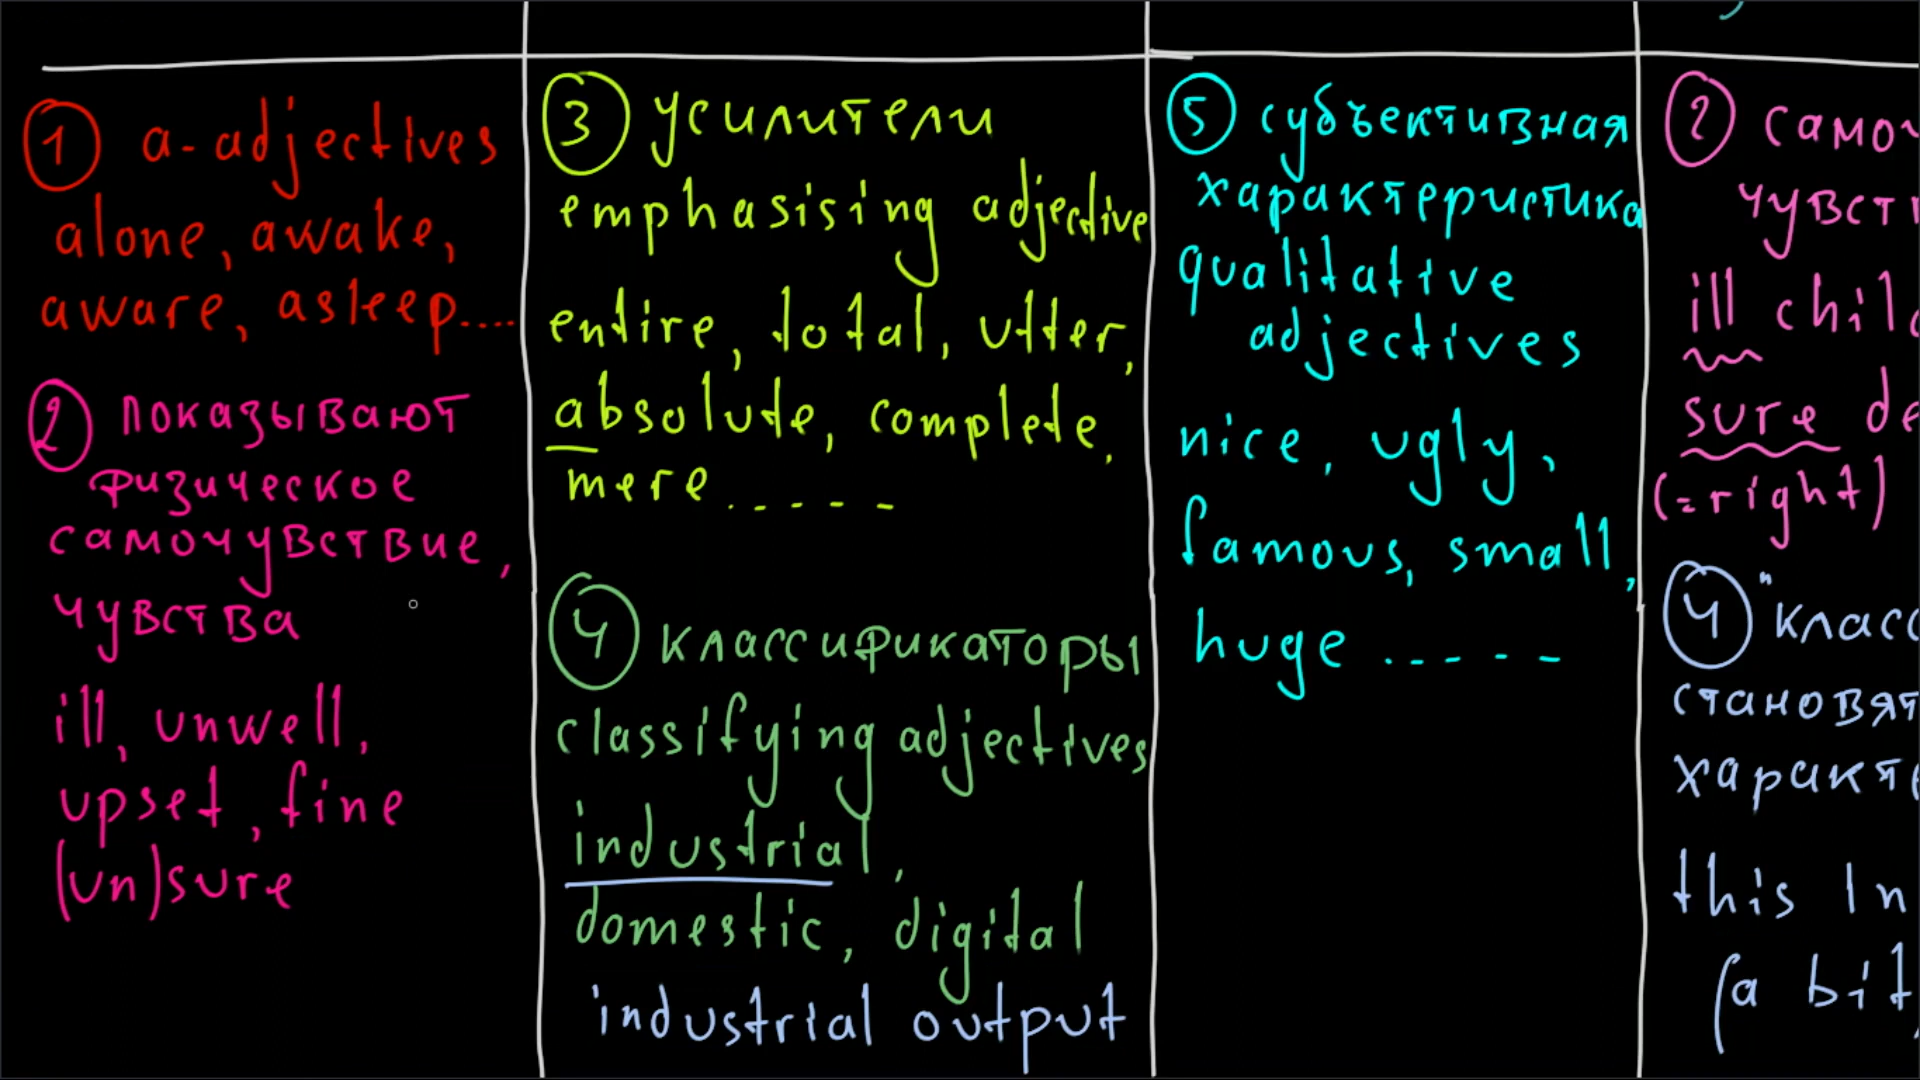 1 a-adjectives
alone, awake,
aware, asleep....
2 показывают
физическое
самочувствие,
чувства
ill, unwell,
upset, fine
(un)sure
3 усилители
emphasising adjective
entire, total, utter,
absolute, complete,
mere.....
4 классификаторы
classifying adjectives
industrial,
domestic, digital
industrial output
5 субъективная
характеристика
qualitative
adjectives
nice, ugly,
famous, small,
huge.....
2 само
чувст
ill chil
sure de
(=right)
4 "класс
становят
характе
this In
(a bit